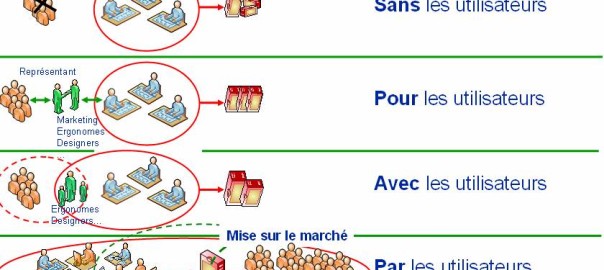 Sans les utilisateurs
Représentant
Pour les utilisateurs
Marketing
Ergonomes
Designers
Avec les utilisateurs
Ergonomes
Designers...
Mise sur le marché
Par les utilisateurs